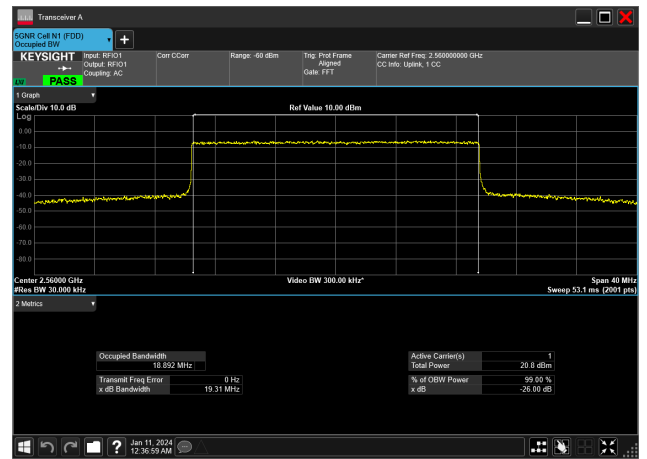 Transceiver A
5GNR Cell N1 (FDD)
Occupied BW
KEYSIGHT
LW PASS
Input: RFIO1
Output: RFIO1
Coupling: AC
Corr CCorr
Range: -60 dBm
Trig: Prot Frame
Aligned
Gate: FFT
Carrier Ref Freq: 2.560000000 GHz
CC Info: Uplink, 1 CC
1 Graph
Scale/Div 10.0 dB
Ref Value 10.00 dBm
Log
0.00
-10.0
-20.0
-30.0
-40.0
-50.0
-60.0
-70.0
-80.0
Center 2.56000 GHz
Video BW 300.00 kHz*
Span 40 MHz
#Res BW 30.000 kHz
Sweep 53.1 ms (2001 pts)
2 Metrics
Occupied Bandwidth
18.892 MHz
Active Carrier(s) 1
Total Power 20.8 dBm
Transmit Freq Error 0 Hz
x dB Bandwidth 19.31 MHz
% of OBW Power 99.00 %
x dB -26.00 dB
Jan 11, 2024
12:36:59 AM